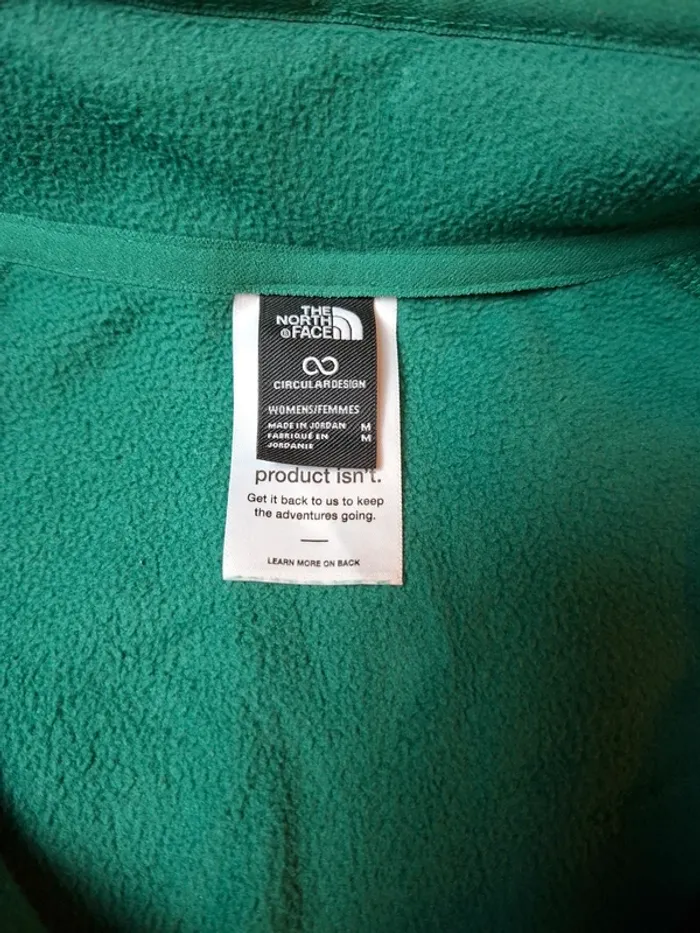 THE
NORTH
FACE
CIRCULARDESIGN
WOMENS/FEMMES
MADE IN JORDAN M
FABRIQUÉ EN M
JORDANIE
product isn't.
Get it back to us to keep
the adventures going.
LEARN MORE ON BACK